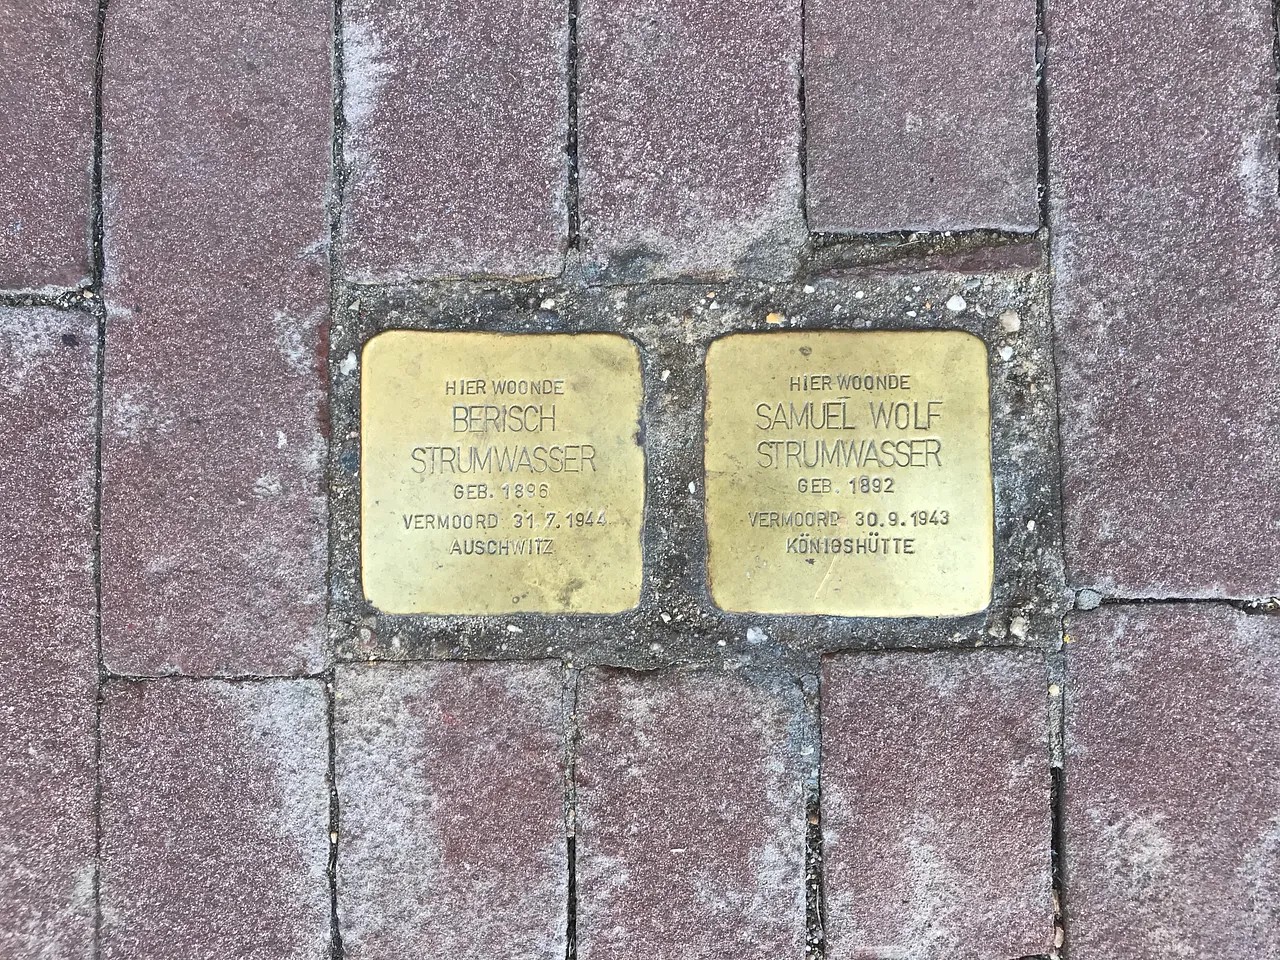 HIER WOONDE
BERISCH
STRUMWASSER
GEB. 1896
VERMOORD 31.7.1944
AUSCHWITZ
HIER WOONDE
SAMUEL WOLF
STRUMWASSER
GEB. 1892
VERMOORD 30.9.1943
KÖNIGSHÜTTE